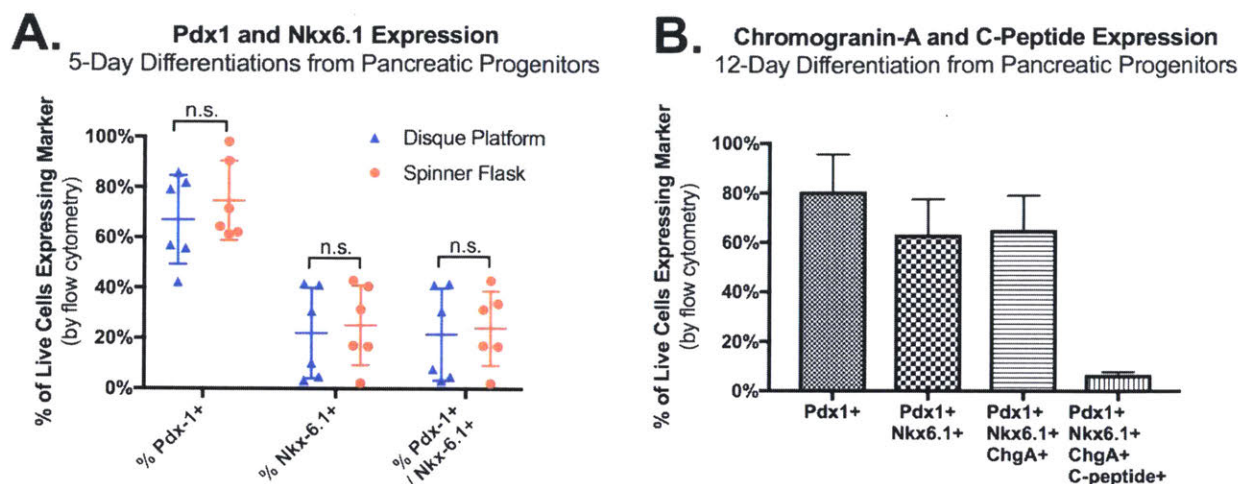 A.
Pdx1 and Nkx6.1 Expression
5-Day Differentiations from Pancreatic Progenitors
% of Live Cells Expressing Marker
(by flow cytometry)
100%
80%
60%
40%
20%
0%
n.s.
n.s.
n.s.
Disque Platform
Spinner Flask
% Pdx-1+
% Nkx-6.1+
% Pdx-1+
/ Nkx-6.1+
B.
Chromogranin-A and C-Peptide Expression
12-Day Differentiation from Pancreatic Progenitors
% of Live Cells Expressing Marker
(by flow cytometry)
100%
80%
60%
40%
20%
0%
Pdx1+
Pdx1+
Nkx6.1+
Pdx1+
Nkx6.1+
ChgA+
Pdx1+
Nkx6.1+
ChgA+
C-peptide+